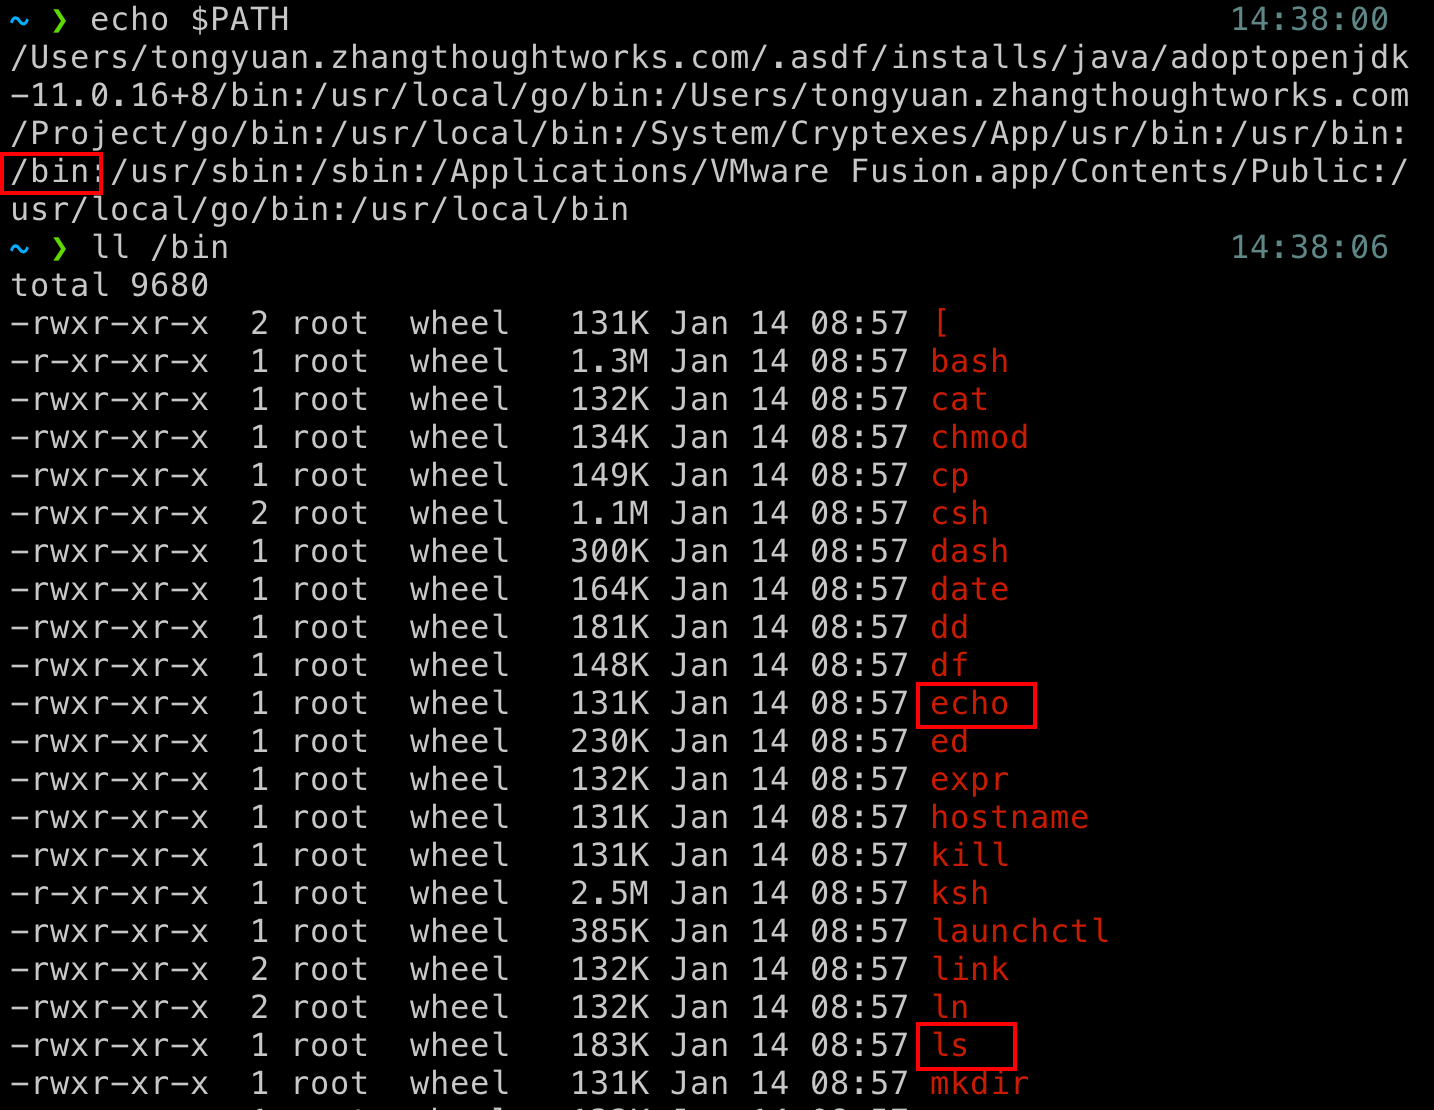 ~ ❯ echo $PATH 14:38:00
/Users/tongyuan.zhangthoughtworks.com/.asdf/installs/java/adoptopenjdk
-11.0.16+8/bin:/usr/local/go/bin:/Users/tongyuan.zhangthoughtworks.com
/Project/go/bin:/usr/local/bin:/System/Cryptexes/App/usr/bin:/usr/bin:
/bin:/usr/sbin:/sbin:/Applications/VMware Fusion.app/Contents/Public:/
usr/local/go/bin:/usr/local/bin
~ ❯ ll /bin 14:38:06
total 9680
-rwxr-xr-x 2 root wheel 131K Jan 14 08:57 [
-r-xr-xr-x 1 root wheel 1.3M Jan 14 08:57 bash
-rwxr-xr-x 1 root wheel 132K Jan 14 08:57 cat
-rwxr-xr-x 1 root wheel 134K Jan 14 08:57 chmod
-rwxr-xr-x 1 root wheel 149K Jan 14 08:57 cp
-rwxr-xr-x 2 root wheel 1.1M Jan 14 08:57 csh
-rwxr-xr-x 1 root wheel 300K Jan 14 08:57 dash
-rwxr-xr-x 1 root wheel 164K Jan 14 08:57 date
-rwxr-xr-x 1 root wheel 181K Jan 14 08:57 dd
-rwxr-xr-x 1 root wheel 148K Jan 14 08:57 df
-rwxr-xr-x 1 root wheel 131K Jan 14 08:57 echo
-rwxr-xr-x 1 root wheel 230K Jan 14 08:57 ed
-rwxr-xr-x 1 root wheel 132K Jan 14 08:57 expr
-rwxr-xr-x 1 root wheel 131K Jan 14 08:57 hostname
-rwxr-xr-x 1 root wheel 131K Jan 14 08:57 kill
-r-xr-xr-x 1 root wheel 2.5M Jan 14 08:57 ksh
-rwxr-xr-x 1 root wheel 385K Jan 14 08:57 launchctl
-rwxr-xr-x 2 root wheel 132K Jan 14 08:57 link
-rwxr-xr-x 2 root wheel 132K Jan 14 08:57 ln
-rwxr-xr-x 1 root wheel 183K Jan 14 08:57 ls
-rwxr-xr-x 1 root wheel 131K Jan 14 08:57 mkdir